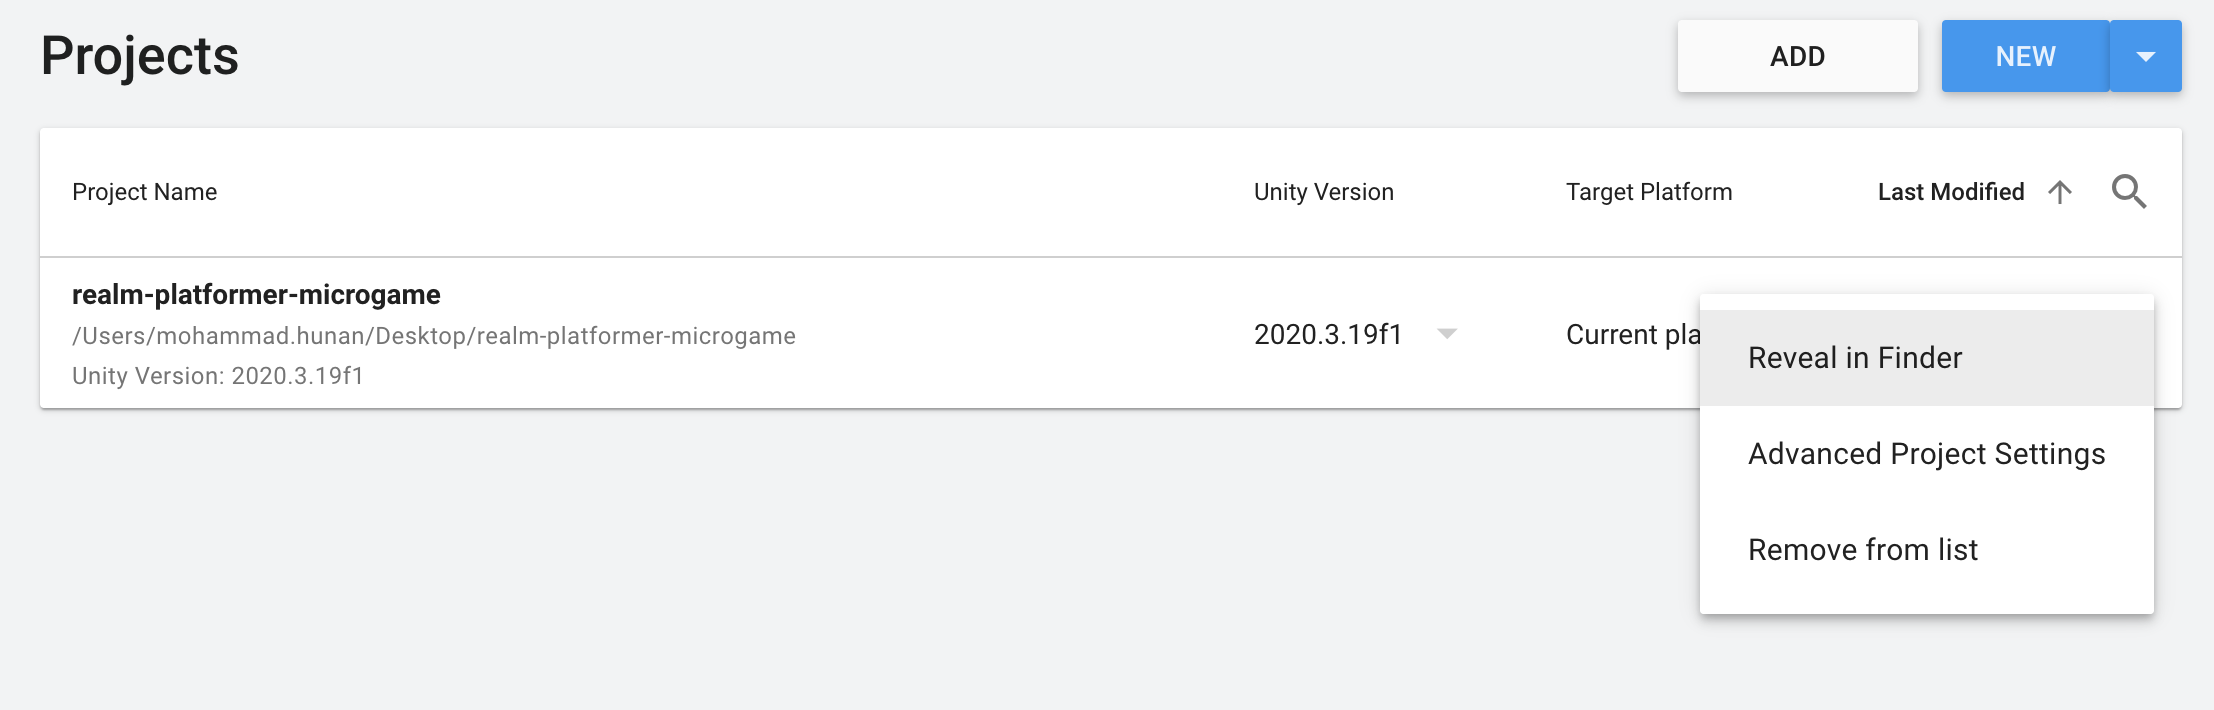 Projects
ADD
NEW
Project Name
Unity Version
Target Platform
Last Modified
realm-platformer-microgame
/Users/mohammad.hunan/Desktop/realm-platformer-microgame
Unity Version: 2020.3.19f1
2020.3.19f1
Current pla
Reveal in Finder
Advanced Project Settings
Remove from list